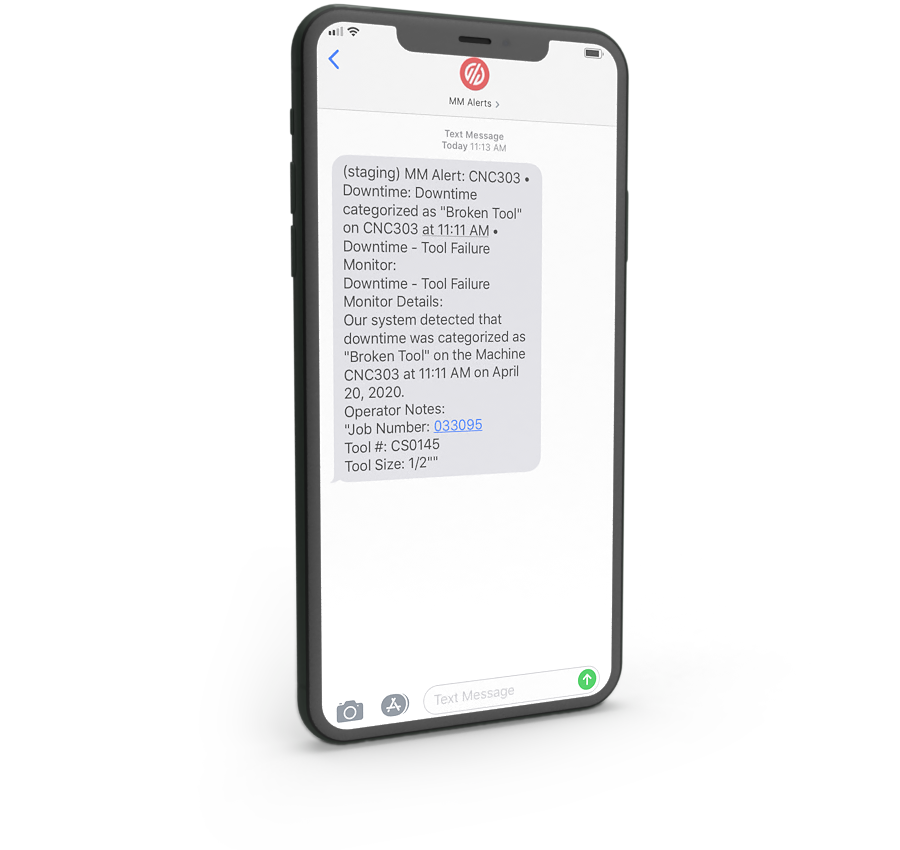 MM Alerts >
Text Message
Today 11:13 AM
(staging) MM Alert: CNC303 •
Downtime: Downtime
categorized as "Broken Tool"
on CNC303 at 11:11 AM •
Downtime - Tool Failure
Monitor:
Downtime - Tool Failure
Monitor Details:
Our system detected that
downtime was categorized as
"Broken Tool" on the Machine
CNC303 at 11:11 AM on April
20, 2020.
Operator Notes:
"Job Number: 033095
Tool #: CS0145
Tool Size: 1/2""
Text Message